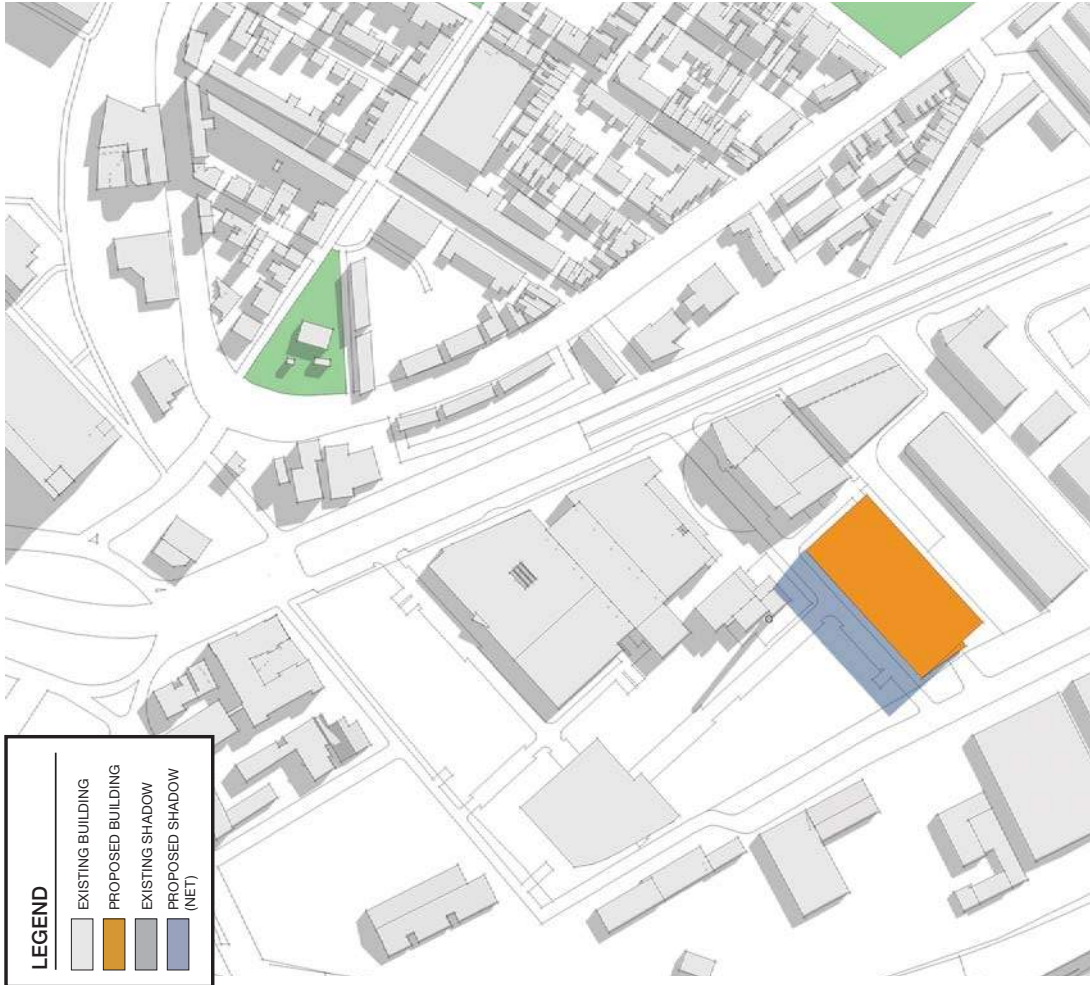 LEGEND
EXISTING BUILDING
PROPOSED BUILDING
EXISTING SHADOW
PROPOSED SHADOW
(NET)